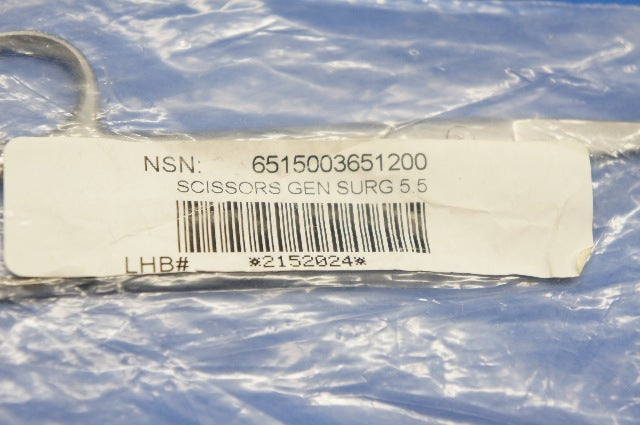 NSN: 6515003651200
SCISSORS GEN SURG 5.5
LHB# *2152024*